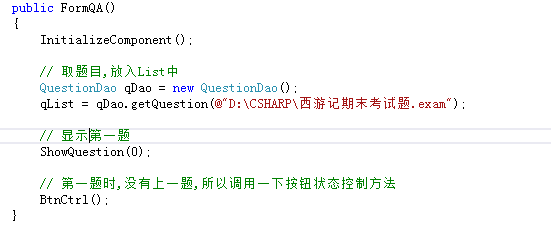 public FormQA()
{
InitializeComponent();
// 取题目,放入List中
QuestionDao qDao = new QuestionDao();
qList = qDao.getQuestion(@"D:\CSHARP\西游记期末考试题.exam");
// 显示第一题
ShowQuestion(0);
// 第一题时,没有上一题,所以调用一下按钮状态控制方法
BtnCtrl();
}